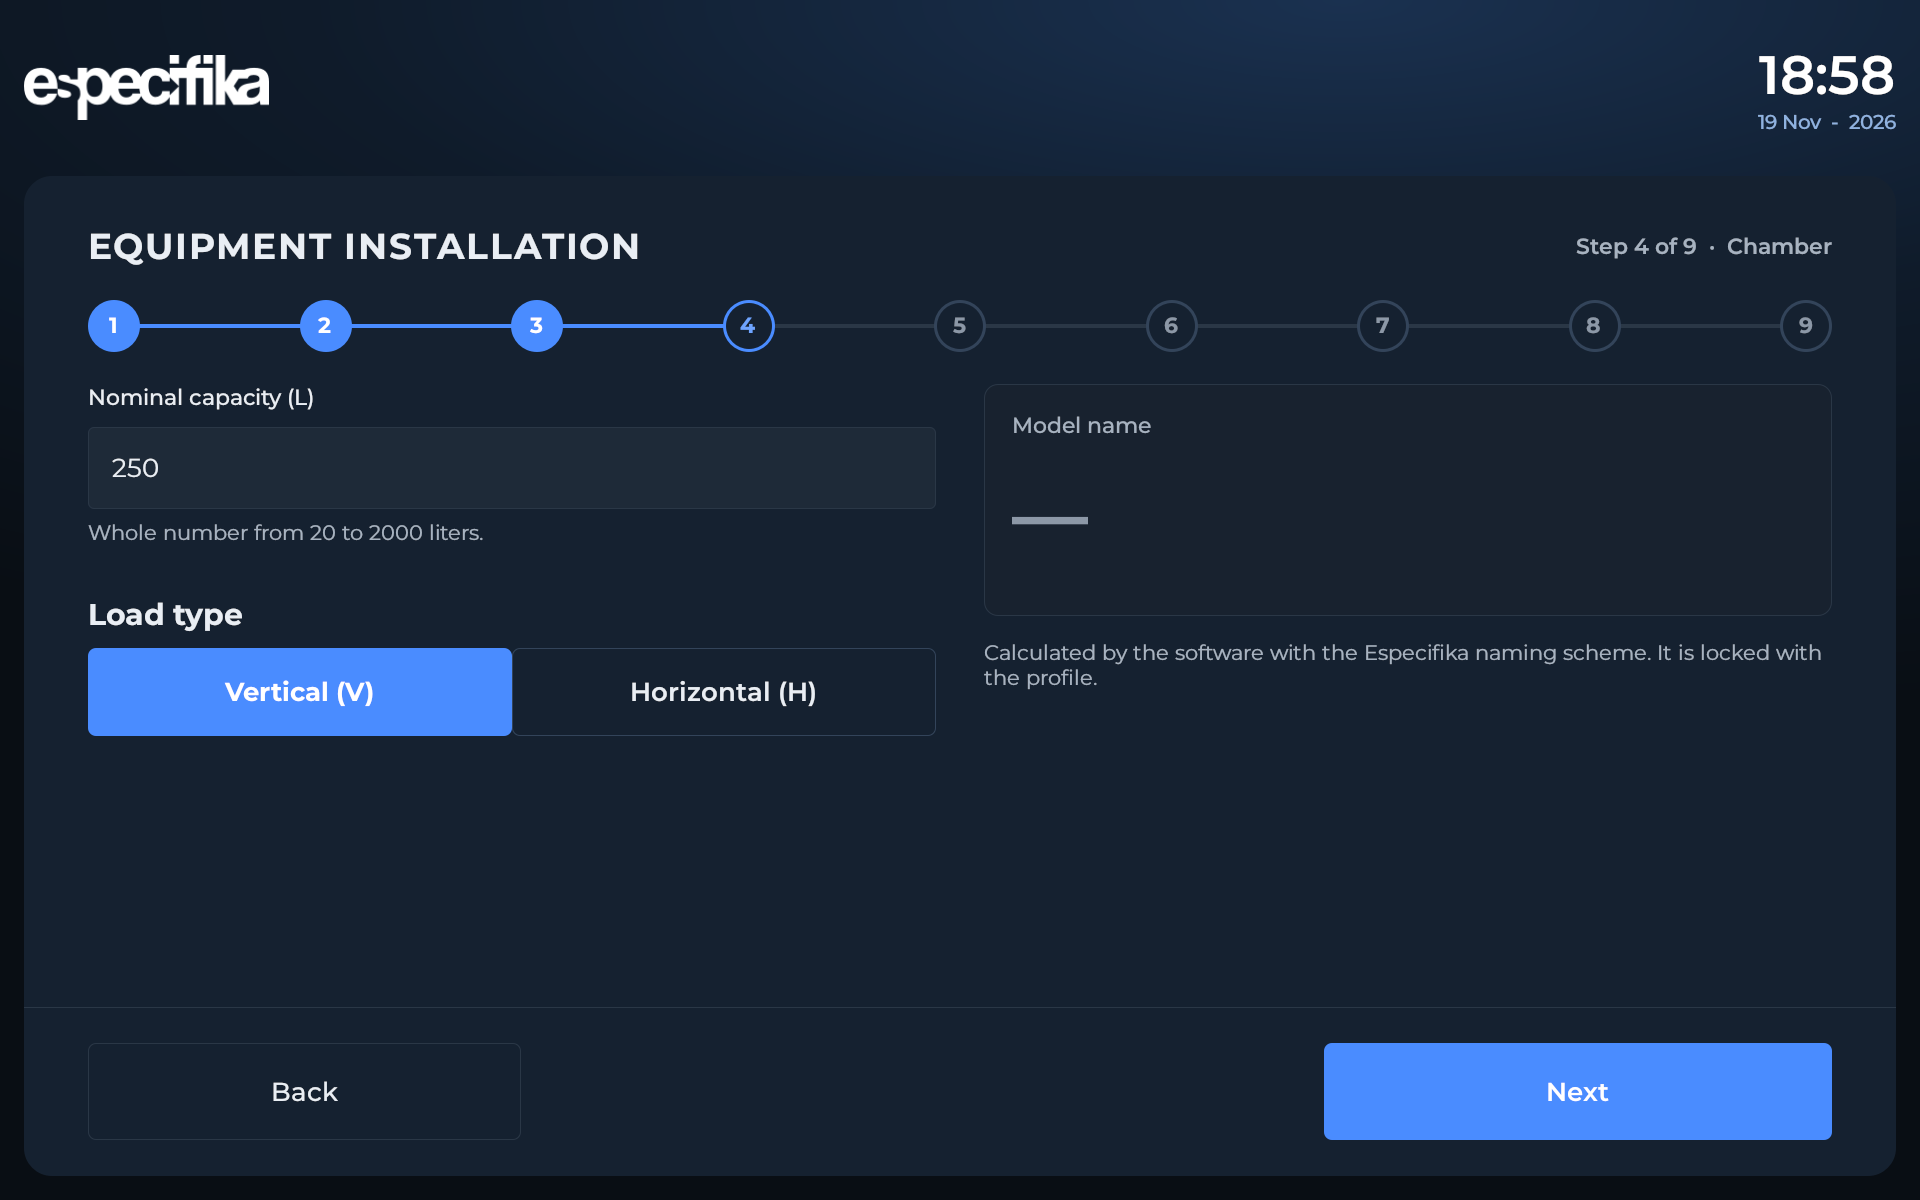 especifika
18:58
19 Nov - 2026
EQUIPMENT INSTALLATION
Step 4 of 9 · Chamber
1 2 3 4 5 6 7 8 9
Nominal capacity (L)
250
Whole number from 20 to 2000 liters.
Load type
Vertical (V)
Horizontal (H)
Model name
—
Calculated by the software with the Especifika naming scheme. It is locked with
the profile.
Back
Next